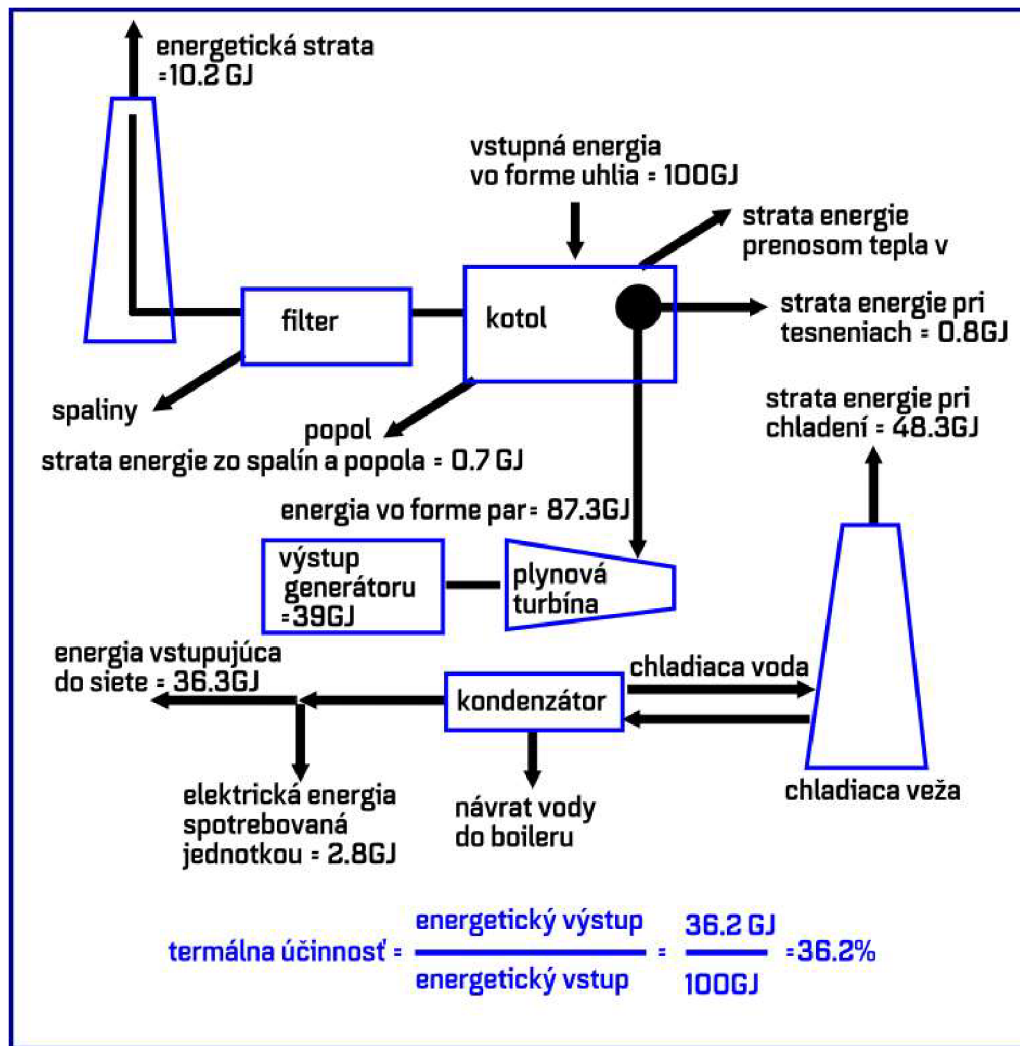 energetická strata
=10.2 GJ
vstupná energia
vo forme uhlia = 100GJ
strata energie
prenosom tepla v
filter
kotol
strata energie pri
tesneniach = 0.8GJ
spaliny
popol
strata energie zo spalín a popola = 0.7 GJ
strata energie pri
chladení = 48.3GJ
energia vo forme par= 87.3GJ
výstup
generátoru
=39GJ
plynová
turbína
energia vstupujúca
do siete = 36.3GJ
kondenzátor
chladiaca voda
elektrická energia
spotrebovaná
jednotkou = 2.8GJ
návrat vody
do boileru
chladiaca veža
termálna účinnosť = energetický výstup = 36.2 GJ =36.2%
energetický vstup 100GJ